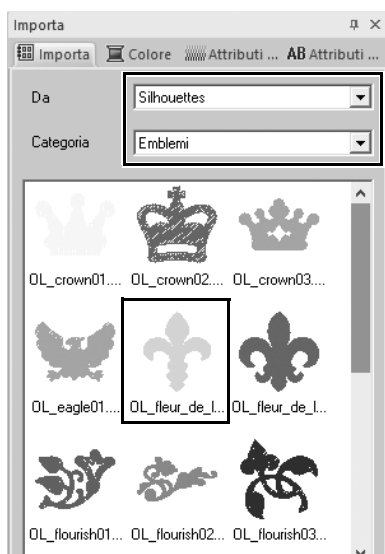 Importa
Importa Colore Attributi ... AB Attributi ...
Da Silhouettes
Categoria Emblemi
OL_crown01.... OL_crown02.... OL_crown03....
OL_eagle01.... OL_fleur_de_l... OL_fleur_de_l...
OL_flourish01... OL_flourish02... OL_flourish03...